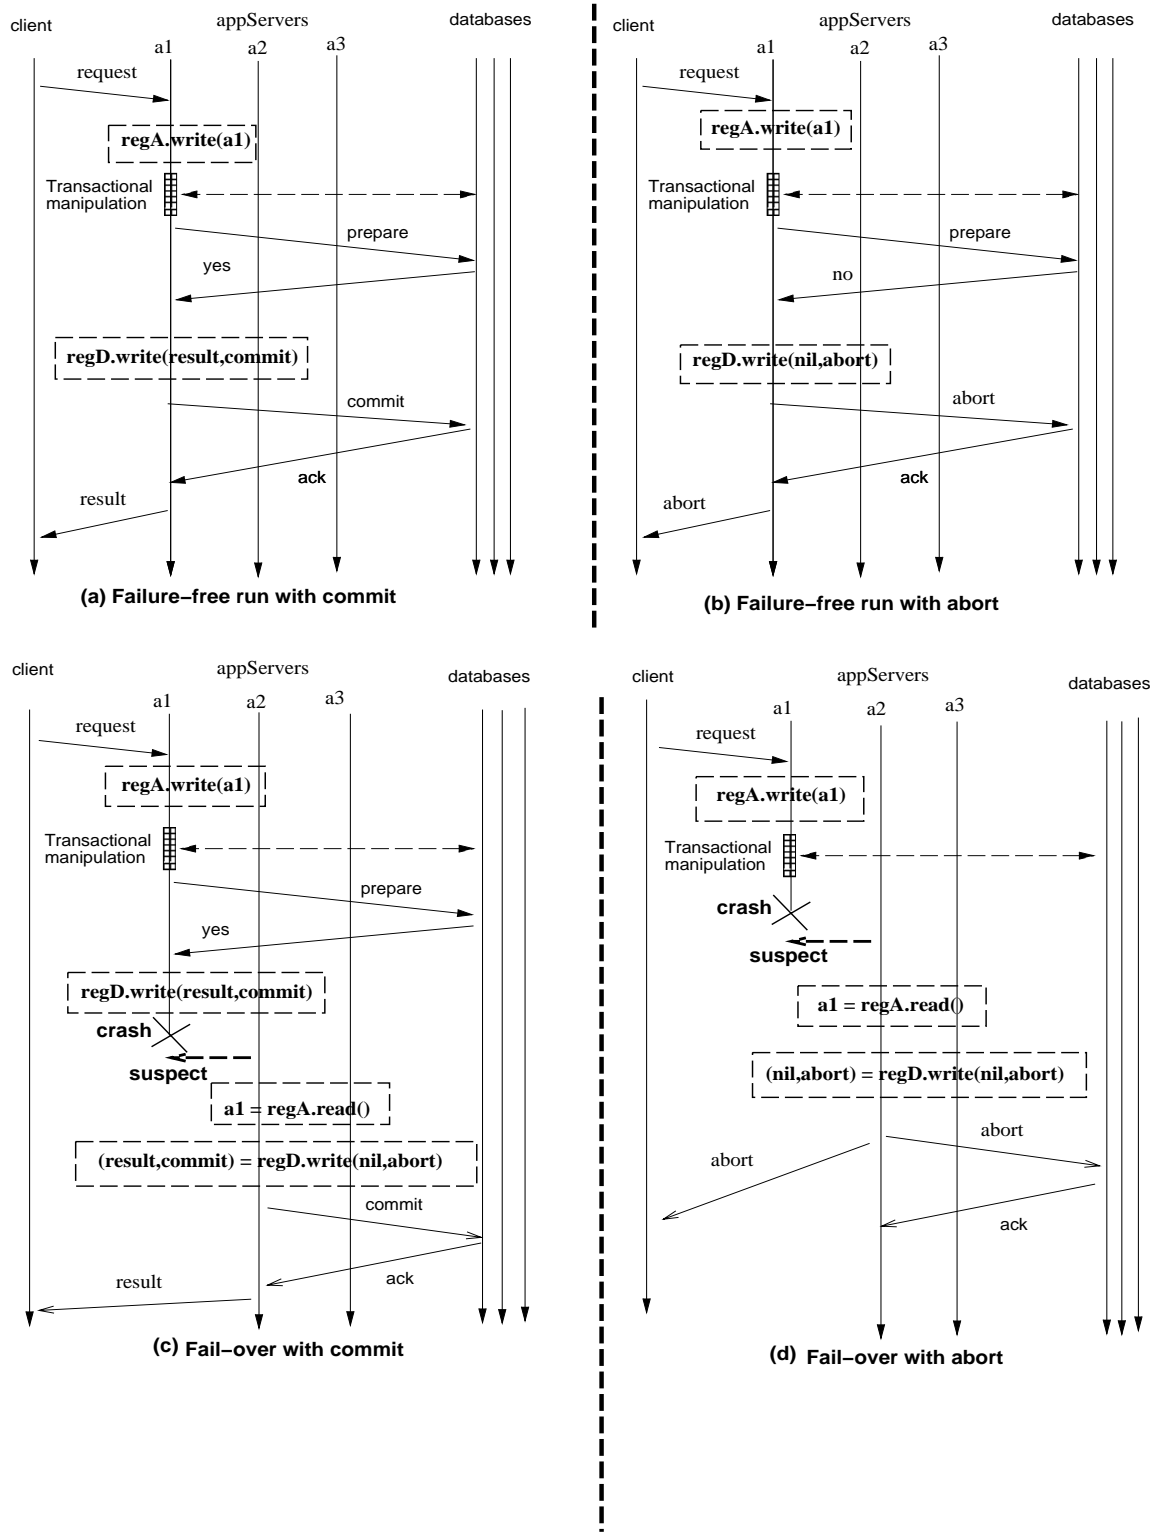 client
appServers
databases
a1
a2
a3
request
regA.write(a1)
Transactional
manipulation
prepare
yes
regD.write(result,commit)
commit
ack
result
(a) Failure−free run with commit
client
appServers
databases
a1
a2
a3
request
regA.write(a1)
Transactional
manipulation
prepare
no
regD.write(nil,abort)
abort
ack
abort
(b) Failure−free run with abort
client
appServers
databases
a1
a2
a3
request
regA.write(a1)
Transactional
manipulation
prepare
yes
regD.write(result,commit)
crash
suspect
a1 = regA.read()
(result,commit) = regD.write(nil,abort)
commit
ack
result
(c) Fail−over with commit
client
appServers
databases
a1
a2
a3
request
regA.write(a1)
Transactional
manipulation
crash
suspect
a1 = regA.read()
(nil,abort) = regD.write(nil,abort)
abort
abort
ack
(d) Fail−over with abort